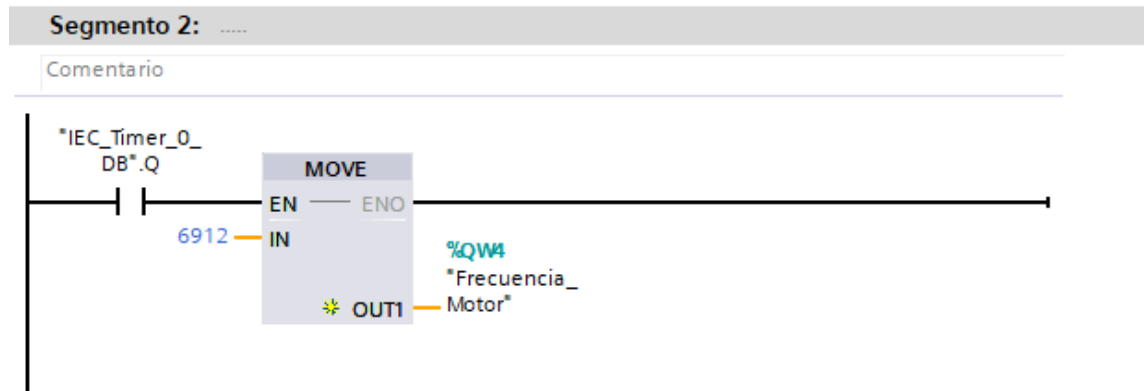 Segmento 2: .....
Comentario
"IEC_Timer_0_
DB".Q
MOVE
EN ENO
6912 IN
%QW4
"Frecuencia_
OUT1 Motor"